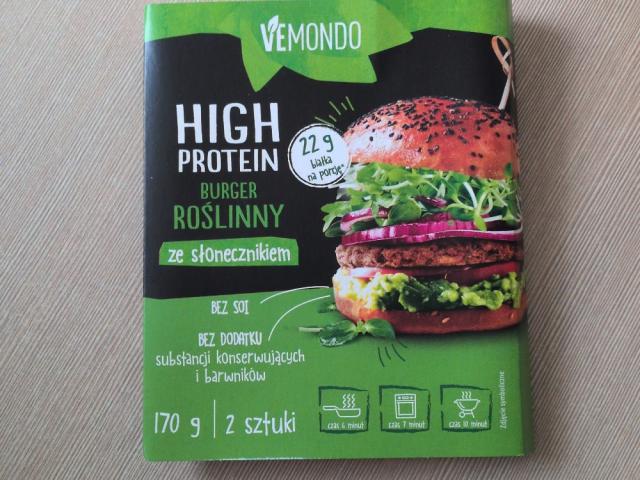 VEMONDO
HIGH
PROTEIN
BURGER
ROŚLINNY
ze słonecznikiem
22 g
białka
na porcję*
BEZ SOI
BEZ DODATKU
substancji konserwujących
i barwników
170 g | 2 sztuki
czas 6 minut
czas 7 minut
czas 10 minut
Zdjęcie symboliczne